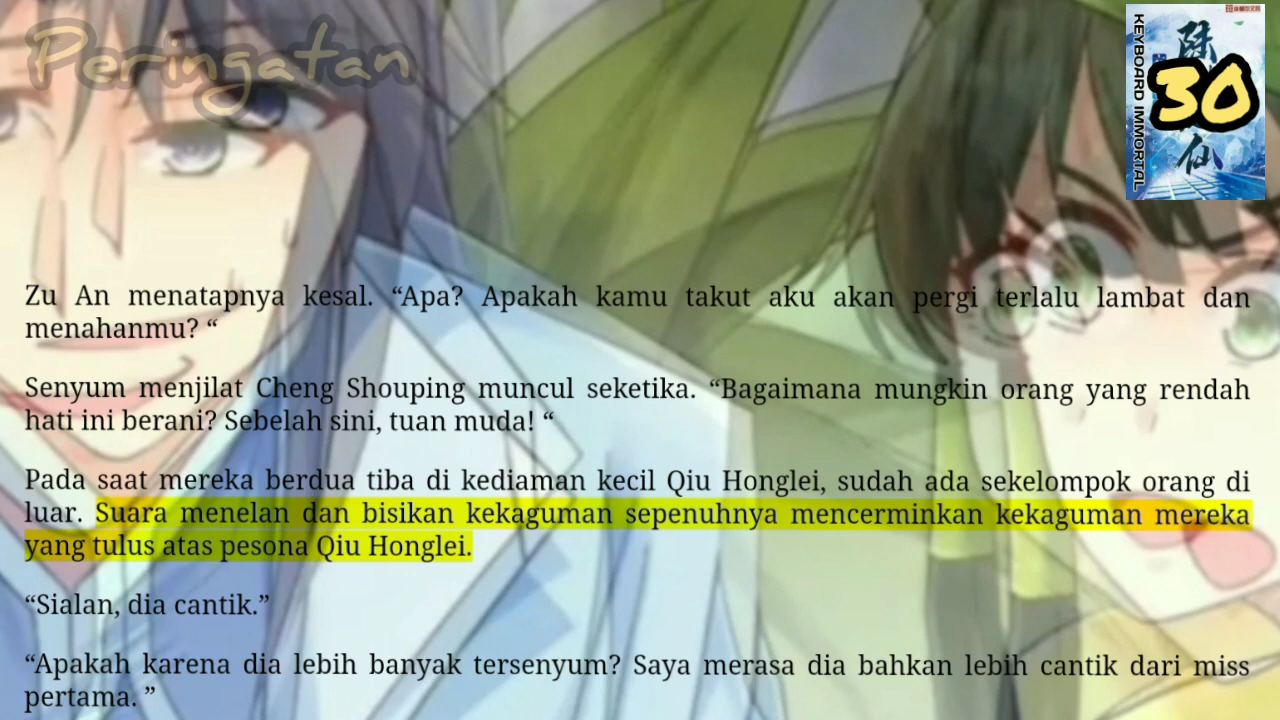 Peringatan
KEYBOARD IMMORTAL
陆
仙
30
Zu An menatapnya kesal. “Apa? Apakah kamu takut aku akan pergi terlalu lambat dan
menahanmu? “
Senyum menjilat Cheng Shouping muncul seketika. “Bagaimana mungkin orang yang rendah
hati ini berani? Sebelah sini, tuan muda! “
Pada saat mereka berdua tiba di kediaman kecil Qiu Honglei, sudah ada sekelompok orang di
luar. Suara menelan dan bisikan kekaguman sepenuhnya mencerminkan kekaguman mereka
yang tulus atas pesona Qiu Honglei.
“Sialan, dia cantik.”
“Apakah karena dia lebih banyak tersenyum? Saya merasa dia bahkan lebih cantik dari miss
pertama. ”